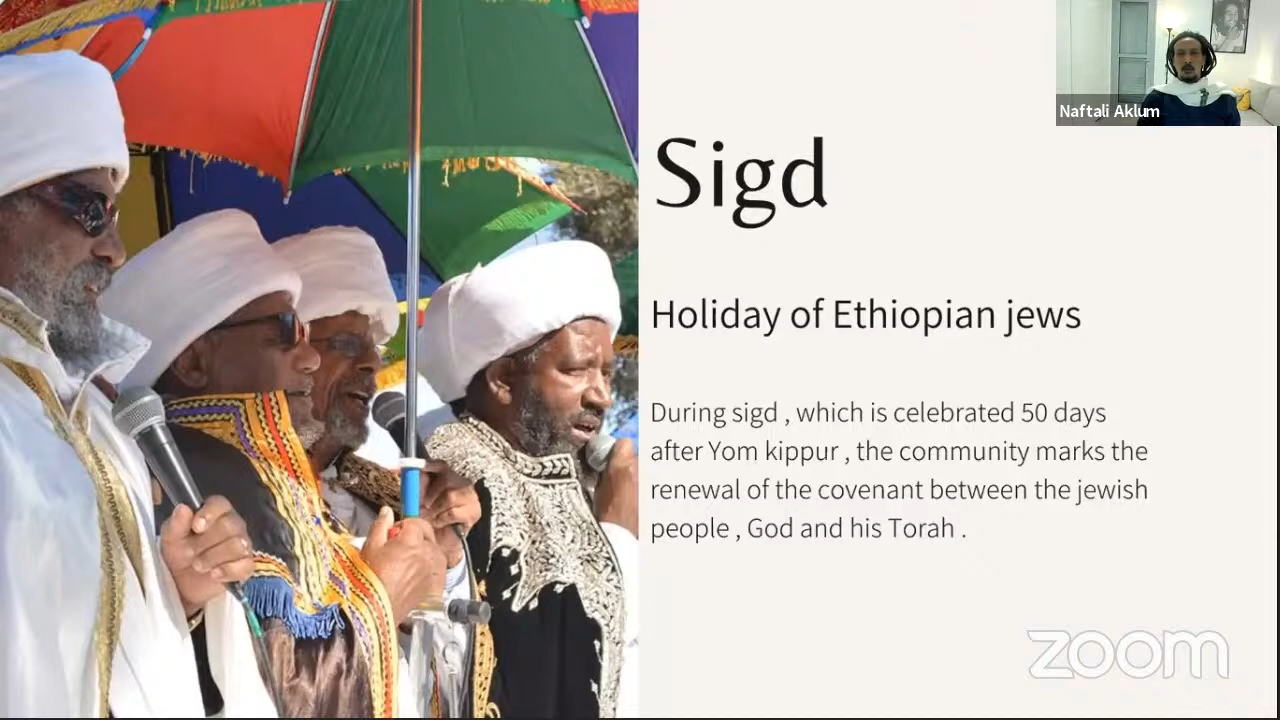 Naftali Aklum
Sigd
Holiday of Ethiopian jews
During sigd , which is celebrated 50 days
after Yom kippur , the community marks the
renewal of the covenant between the jewish
people , God and his Torah .
zoom